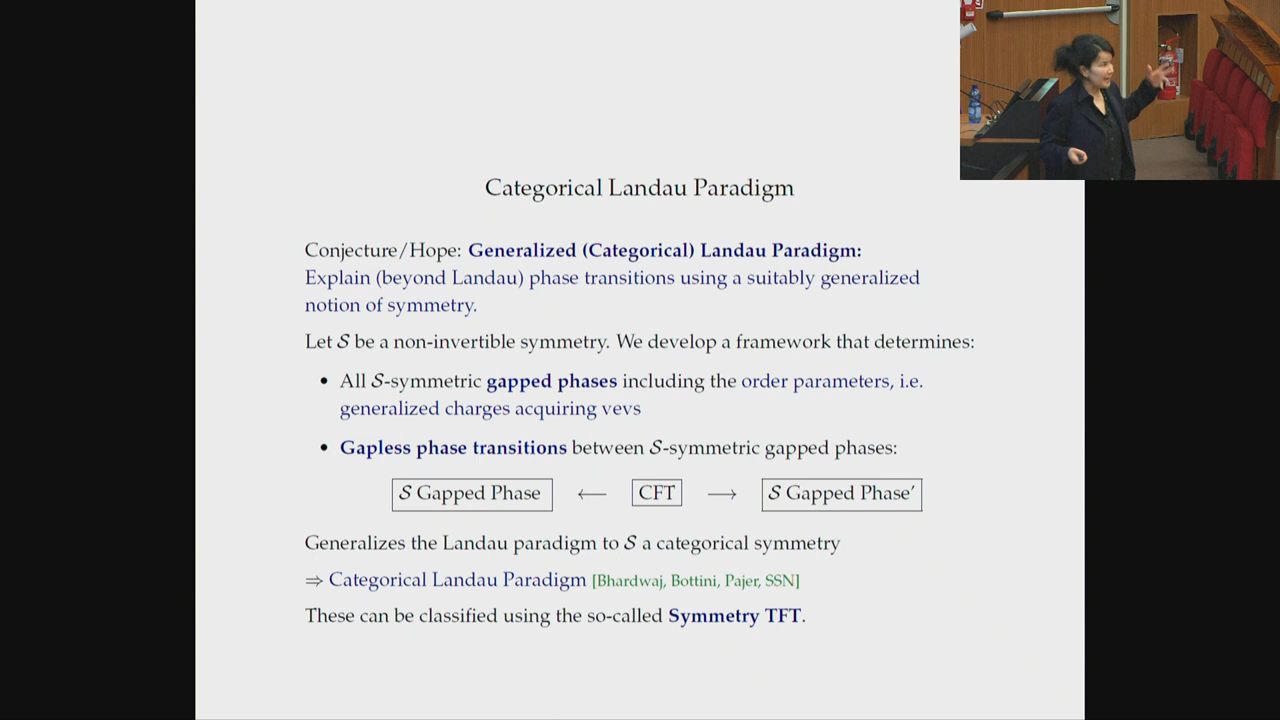 Categorical Landau Paradigm
Conjecture/Hope: Generalized (Categorical) Landau Paradigm:
Explain (beyond Landau) phase transitions using a suitably generalized
notion of symmetry.
Let 𝒮 be a non-invertible symmetry. We develop a framework that determines:
• All 𝒮-symmetric gapped phases including the order parameters, i.e.
generalized charges acquiring vevs
• Gapless phase transitions between 𝒮-symmetric gapped phases:
𝒮 Gapped Phase ⟵ CFT ⟶ 𝒮 Gapped Phase′
Generalizes the Landau paradigm to 𝒮 a categorical symmetry
⇒ Categorical Landau Paradigm [Bhardwaj, Bottini, Pajer, SSN]
These can be classified using the so-called Symmetry TFT.